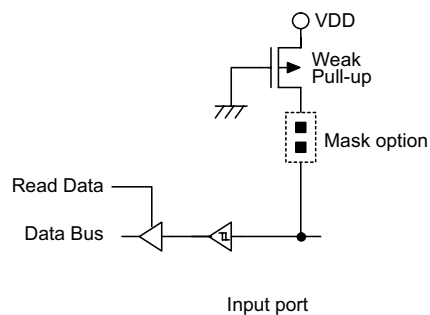 VDD
Weak
Pull-up
Mask option
Read Data
Data Bus
Input port